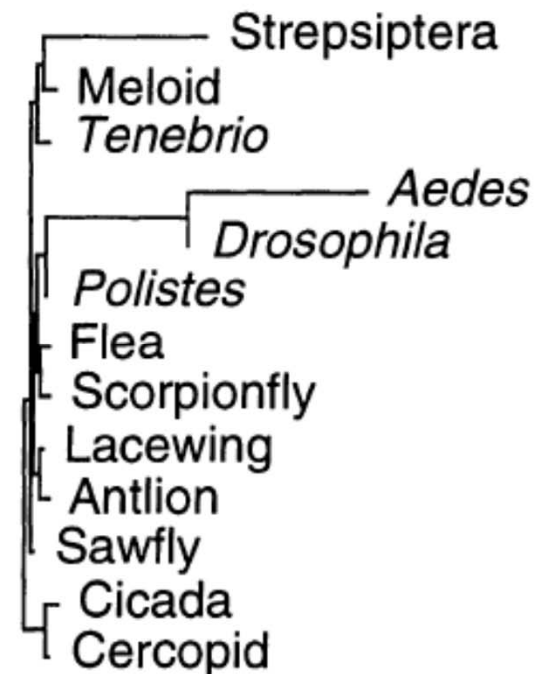 Strepsiptera
Meloid
Tenebrio
Aedes
Drosophila
Polistes
Flea
Scorpionfly
Lacewing
Antlion
Sawfly
Cicada
Cercopid